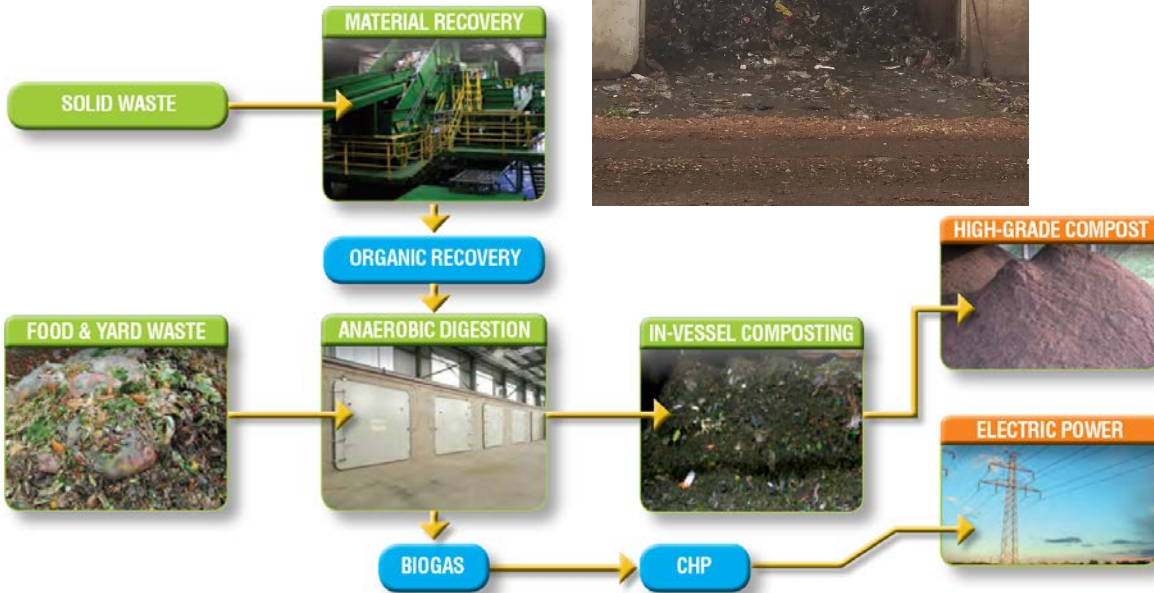 MATERIAL RECOVERY
SOLID WASTE
ORGANIC RECOVERY
HIGH-GRADE COMPOST
FOOD & YARD WASTE
ANAEROBIC DIGESTION
IN-VESSEL COMPOSTING
ELECTRIC POWER
BIOGAS
CHP